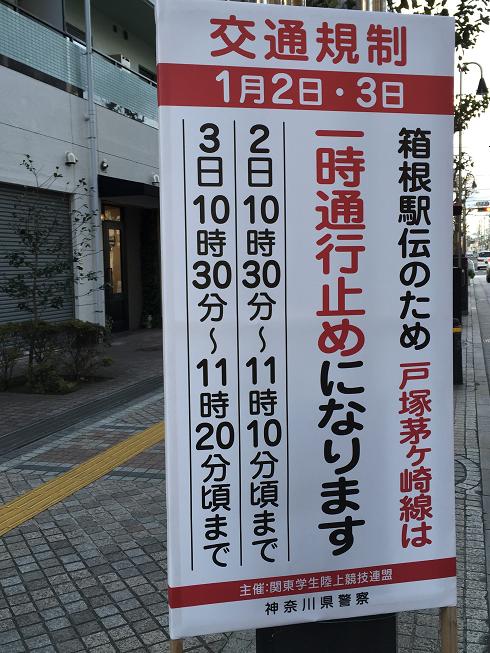 交通規制
1月2日・3日
箱根駅伝のため 戸塚茅ケ崎線は
一時通行止めになります
2日10時30分～11時10分頃まで
3日10時30分～11時20分頃まで
主催:関東学生陸上競技連盟
神奈川県警察